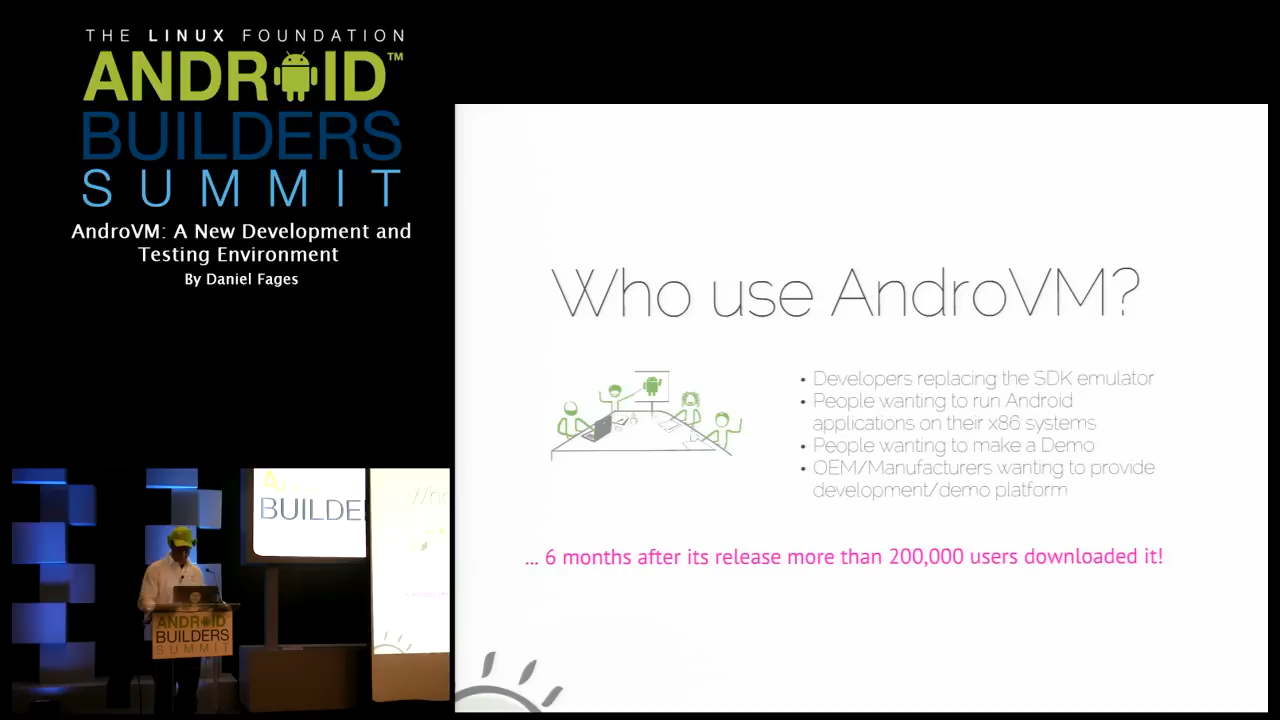 THE LINUX FOUNDATION
ANDROID™
BUILDERS
SUMMIT
AndroVM: A New Development and
Testing Environment
By Daniel Fages
Who use AndroVM?
• Developers replacing the SDK emulator
• People wanting to run Android
applications on their x86 systems
• People wanting to make a Demo
• OEM/Manufacturers wanting to provide
development/demo platform
... 6 months after its release more than 200,000 users downloaded it!
BUILDE
ANDROID
BUILDERS
SUMMIT